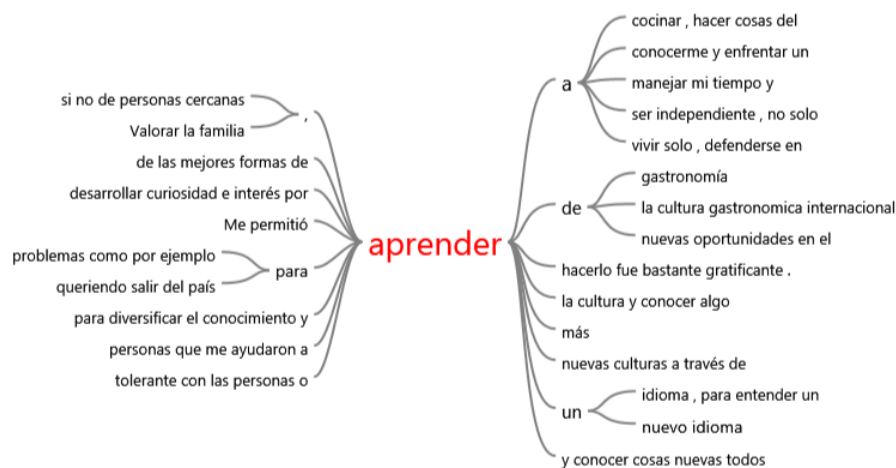 si no de personas cercanas
,
Valorar la familia
de las mejores formas de
desarrollar curiosidad e interés por
Me permitió
problemas como por ejemplo
para
queriendo salir del país
para diversificar el conocimiento y
personas que me ayudaron a
tolerante con las personas o
aprender
a
cocinar , hacer cosas del
conocerme y enfrentar un
manejar mi tiempo y
ser independiente , no solo
vivir solo , defenderse en
de
gastronomía
la cultura gastronomica internacional
nuevas oportunidades en el
hacerlo fue bastante gratificante .
la cultura y conocer algo
más
nuevas culturas a través de
un
idioma , para entender un
nuevo idioma
y conocer cosas nuevas todos